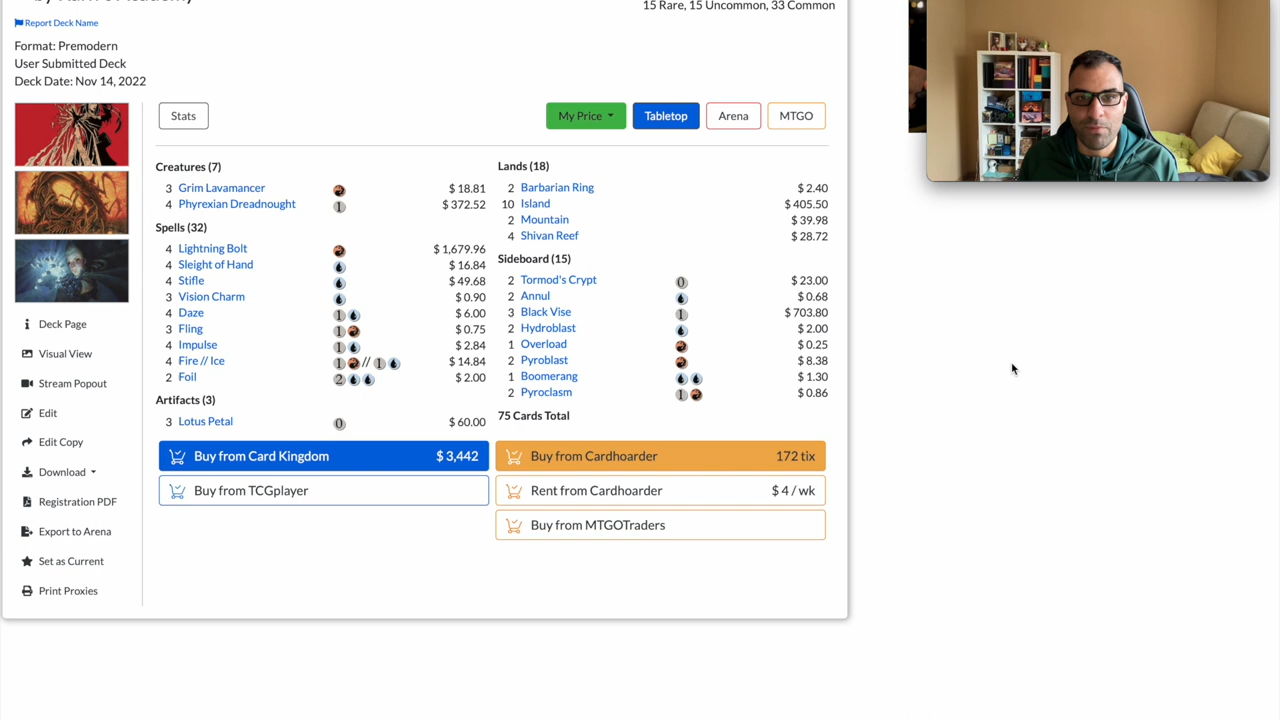 15 Rare, 15 Uncommon, 33 Common
Report Deck Name
Format: Premodern
User Submitted Deck
Deck Date: Nov 14, 2022
Stats
My Price
Tabletop
Arena
MTGO
Creatures (7)
3 Grim Lavamancer $ 18.81
4 Phyrexian Dreadnought 1 $ 372.52
Spells (32)
4 Lightning Bolt $ 1,679.96
4 Sleight of Hand $ 16.84
4 Stifle $ 49.68
3 Vision Charm $ 0.90
4 Daze 1 $ 6.00
3 Fling 1 $ 0.75
4 Impulse 1 $ 2.84
4 Fire // Ice 1 // 1 $ 14.84
2 Foil 2 $ 2.00
Artifacts (3)
3 Lotus Petal 0 $ 60.00
Lands (18)
2 Barbarian Ring $ 2.40
10 Island $ 405.50
2 Mountain $ 39.98
4 Shivan Reef $ 28.72
Sideboard (15)
2 Tormod's Crypt 0 $ 23.00
2 Annul $ 0.68
3 Black Vise 1 $ 703.80
2 Hydroblast $ 2.00
1 Overload $ 0.25
2 Pyroblast $ 8.38
1 Boomerang $ 1.30
2 Pyroclasm 1 $ 0.86
75 Cards Total
Buy from Card Kingdom $ 3,442
Buy from TCGplayer
Buy from Cardhoarder 172 tix
Rent from Cardhoarder $ 4 / wk
Buy from MTGOTraders
Deck Page
Visual View
Stream Popout
Edit
Edit Copy
Download
Registration PDF
Export to Arena
Set as Current
Print Proxies